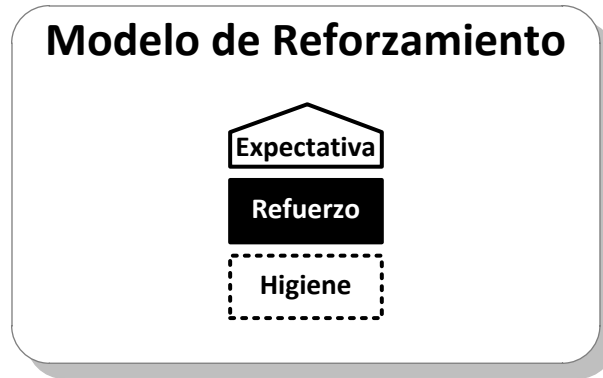 Modelo de Reforzamiento
Expectativa
Refuerzo
Higiene